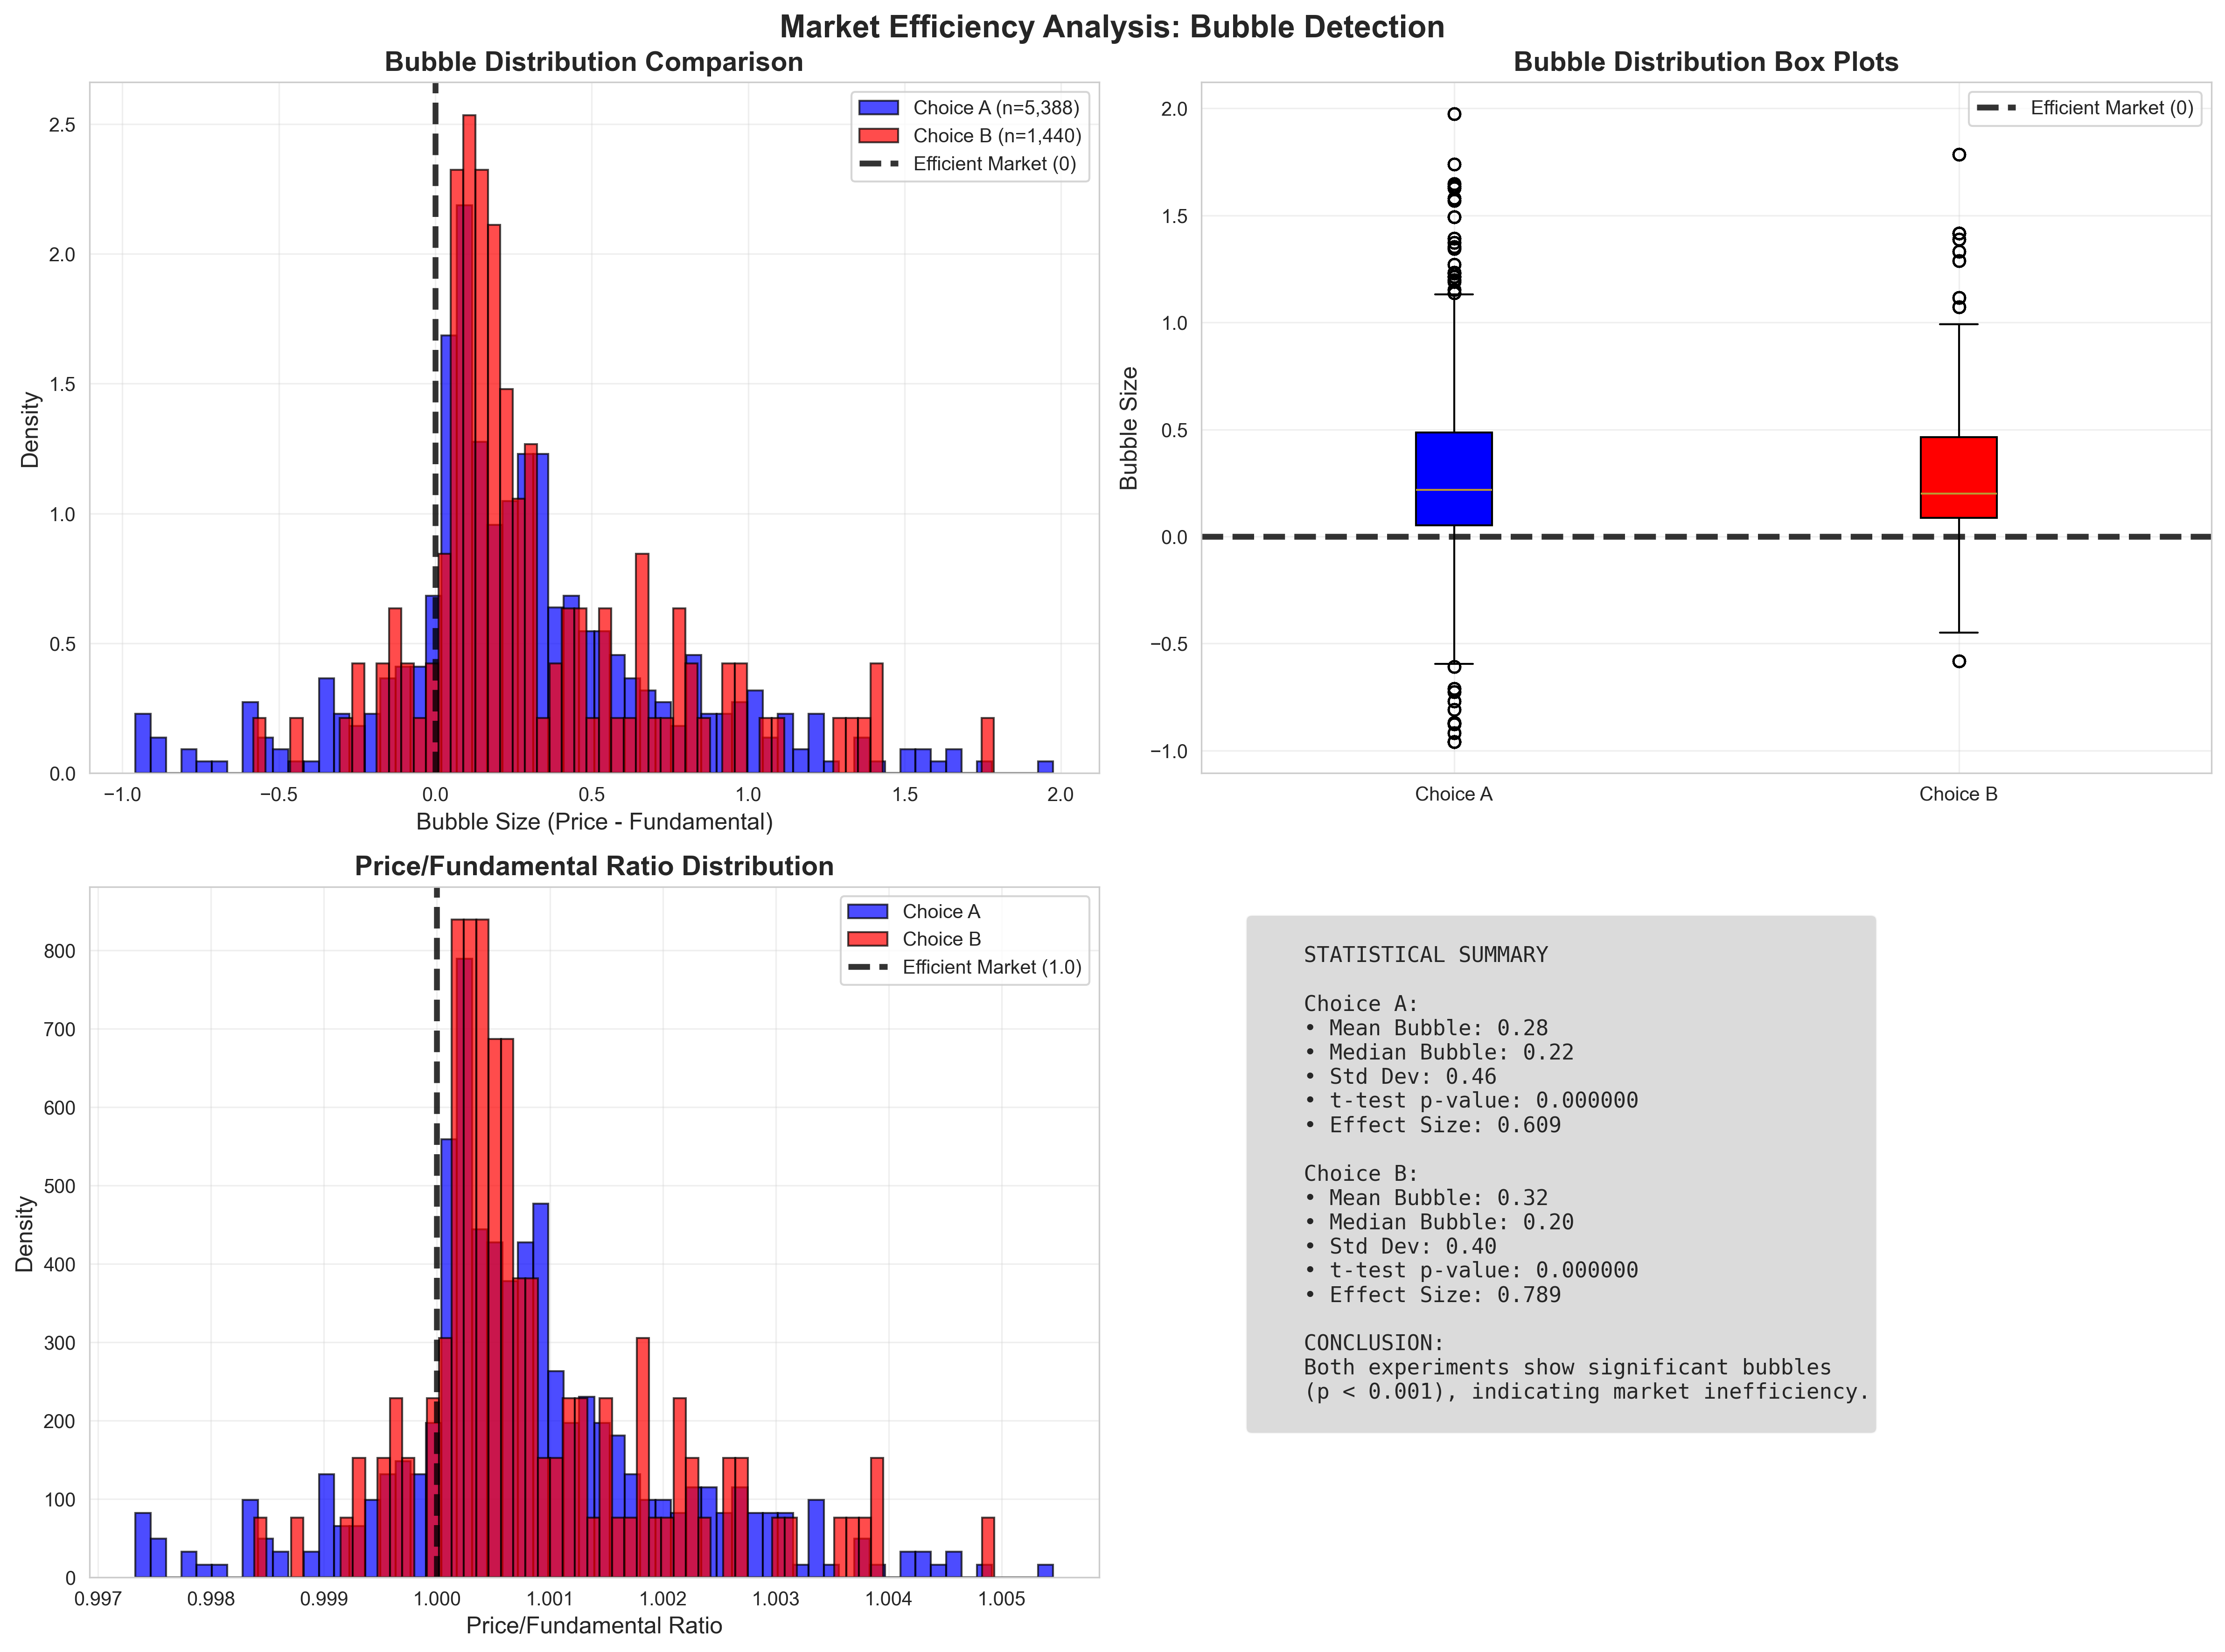 Market Efficiency Analysis: Bubble Detection
Bubble Distribution Comparison
Choice A (n=5,388)
Choice B (n=1,440)
Efficient Market (0)
2.5
2.0
1.5
1.0
0.5
0.0
Density
−1.0
−0.5
0.0
0.5
1.0
1.5
2.0
Bubble Size (Price - Fundamental)
Bubble Distribution Box Plots
Efficient Market (0)
2.0
1.5
1.0
0.5
0.0
−0.5
−1.0
Bubble Size
Choice A
Choice B
Price/Fundamental Ratio Distribution
Choice A
Choice B
Efficient Market (1.0)
800
700
600
500
400
300
200
100
0
Density
0.997
0.998
0.999
1.000
1.001
1.002
1.003
1.004
1.005
Price/Fundamental Ratio
STATISTICAL SUMMARY
Choice A:
• Mean Bubble: 0.28
• Median Bubble: 0.22
• Std Dev: 0.46
• t-test p-value: 0.000000
• Effect Size: 0.609
Choice B:
• Mean Bubble: 0.32
• Median Bubble: 0.20
• Std Dev: 0.40
• t-test p-value: 0.000000
• Effect Size: 0.789
CONCLUSION:
Both experiments show significant bubbles
(p < 0.001), indicating market inefficiency.